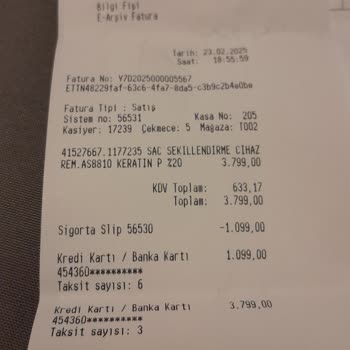 Bilgi Fişi
E-Arşiv Fatura
Tarih: 23.02.2025
Saat: 18:55:59
Fatura No: Y7D2025000005567
ETTN48229faf-63c6-4fa7-8da5-c3b9c2b4a0be
Fatura Tipi : Satış
Sistem no: 56531 Kasa No: 205
Kasiyer: 17239 Çekmece: 5 Mağaza: 1002
41527667.1177235 SAC SEKILLENDIRME CIHAZ
REM.AS8810 KERATIN P %20 3.799,00
KDV Toplam: 633,17
Toplam: 3.799,00
Sigorta Slip 56530 -1.099,00
Kredi Kartı / Banka Kartı 1.099,00
454360**********
Taksit sayısı: 6
Kredi Kartı / Banka Kartı 3.799,00
454360**********
Taksit sayısı: 3